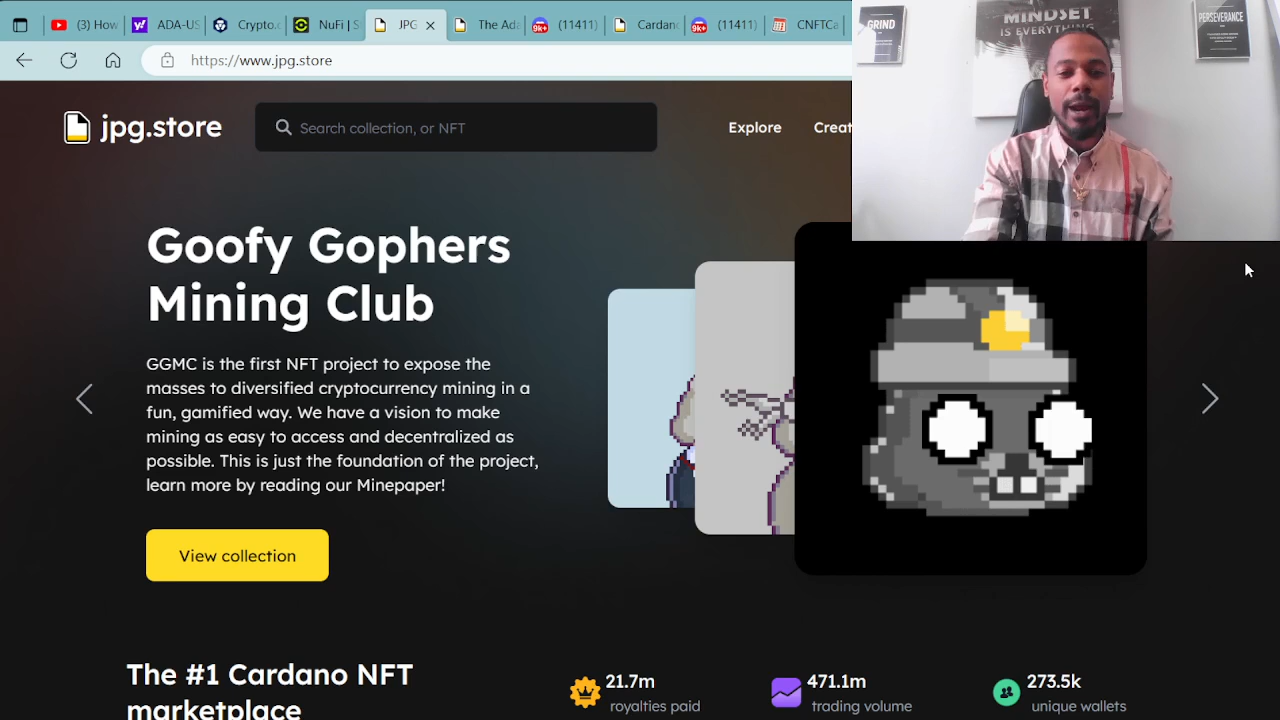 (3) How
ADA-US
Crypto.c
NuFi | S
JPG
The Ada
(11411)
Cardan
(11411)
CNFTCa
https://www.jpg.store
jpg.store
Search collection, or NFT
Explore
Creat
GRIND
MINDSET
IS EVERYTHING
PERSEVERANCE
Goofy Gophers
Mining Club
GGMC is the first NFT project to expose the
masses to diversified cryptocurrency mining in a
fun, gamified way. We have a vision to make
mining as easy to access and decentralized as
possible. This is just the foundation of the project,
learn more by reading our Minepaper!
View collection
The #1 Cardano NFT
marketplace
21.7m
royalties paid
471.1m
trading volume
273.5k
unique wallets